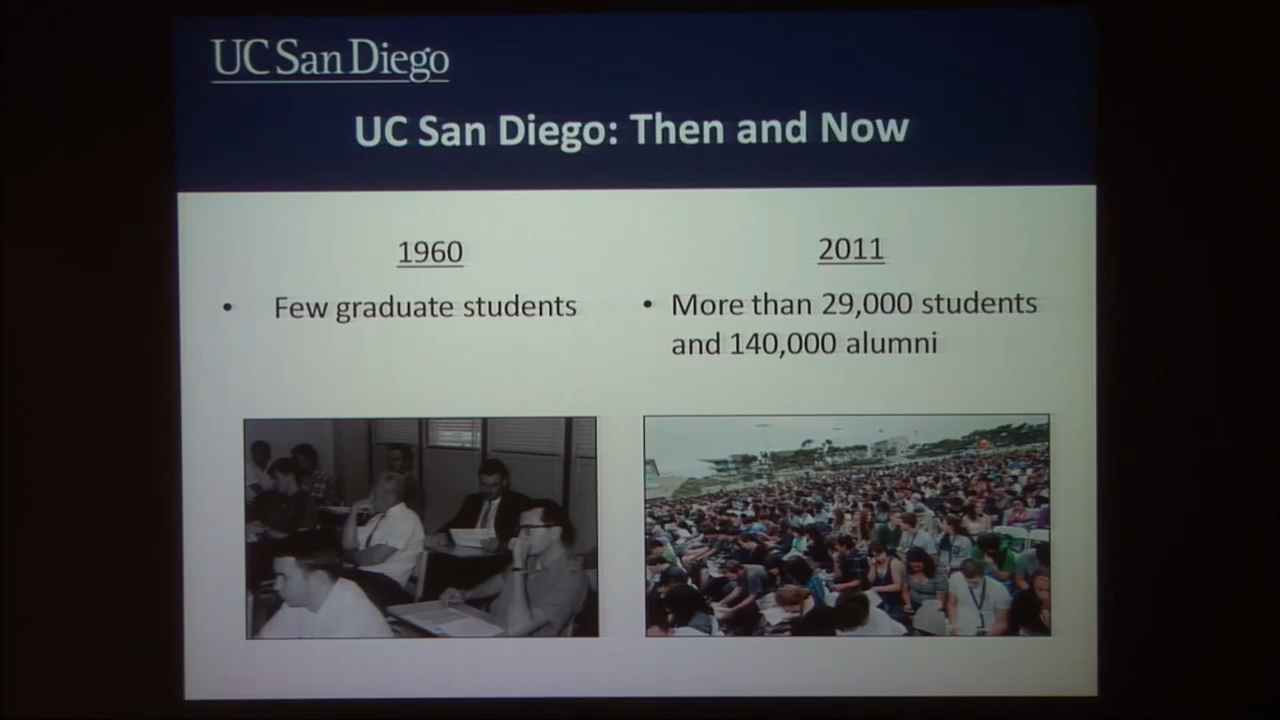 UC San Diego
UC San Diego: Then and Now
1960
• Few graduate students
2011
• More than 29,000 students
and 140,000 alumni